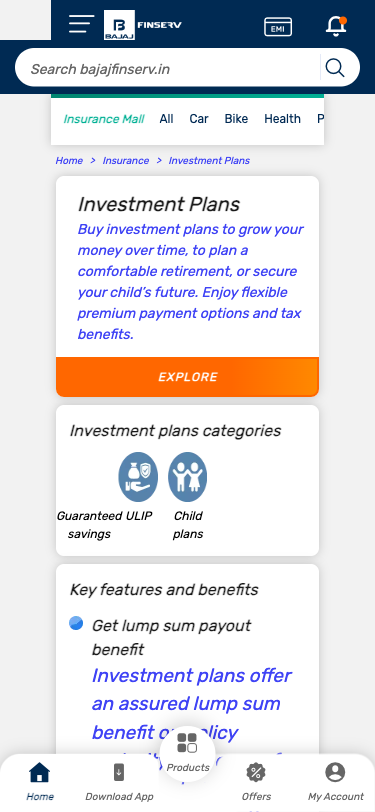 EMI
B
BAJAJ
FINSERV
Search bajajfinserv.in
Insurance Mall All Car Bike Health P
Home > Insurance > Investment Plans
Investment Plans
Buy investment plans to grow your
money over time, to plan a
comfortable retirement, or secure
your child's future. Enjoy flexible
premium payment options and tax
benefits.
EXPLORE
Investment plans categories
Guaranteed ULIP Child
savings plans
Key features and benefits
Get lump sum payout
benefit
Investment plans offer
an assured lump sum
benefit on policy
Home Download App Products Offers My Account